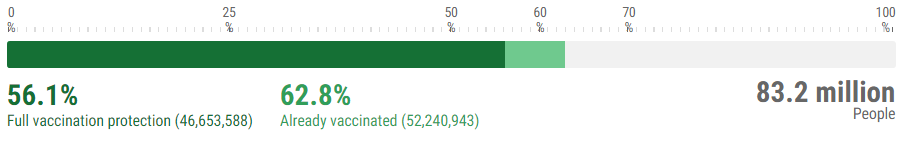 0 25 50 60 70 100
% % % % % %
56.1% 62.8% 83.2 million
Full vaccination protection (46,653,588) Already vaccinated (52,240,943) People